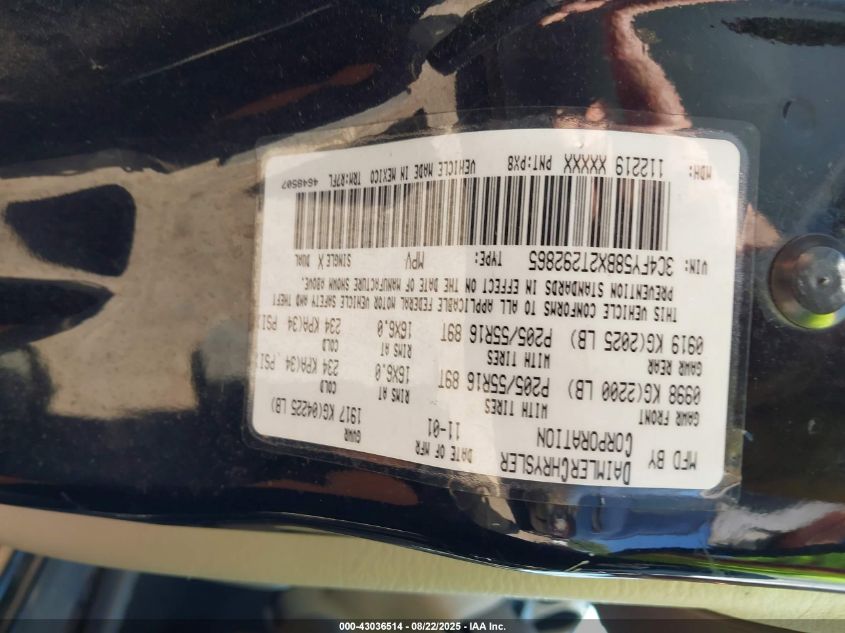 MFD BY DAIMLERCHRYSLER CORPORATION
DATE OF MFR 11-01
GVWR 1917 KG(04225 LB)
GAWR FRONT 0998 KG(2200 LB)
WITH TIRES P205/55R16 89T
RIMS AT 16X6.0
COLD 234 KPA(34 PSI)
GAWR REAR 0919 KG(2025 LB)
WITH TIRES P205/55R16 89T
RIMS AT 16X6.0
COLD 234 KPA(34 PSI)
THIS VEHICLE CONFORMS TO ALL APPLICABLE FEDERAL MOTOR VEHICLE SAFETY AND THEFT
PREVENTION STANDARDS IN EFFECT ON THE DATE OF MANUFACTURE SHOWN ABOVE.
VIN: 3C4FY58BX2T292865 TYPE: MPV SINGLE X DUAL
MDH: 112219 XXXXX PNT:PX8 VEHICLE MADE IN MEXICO TRM:R7FL 4648507
000-43036514 - 08/22/2025 - IAA Inc.